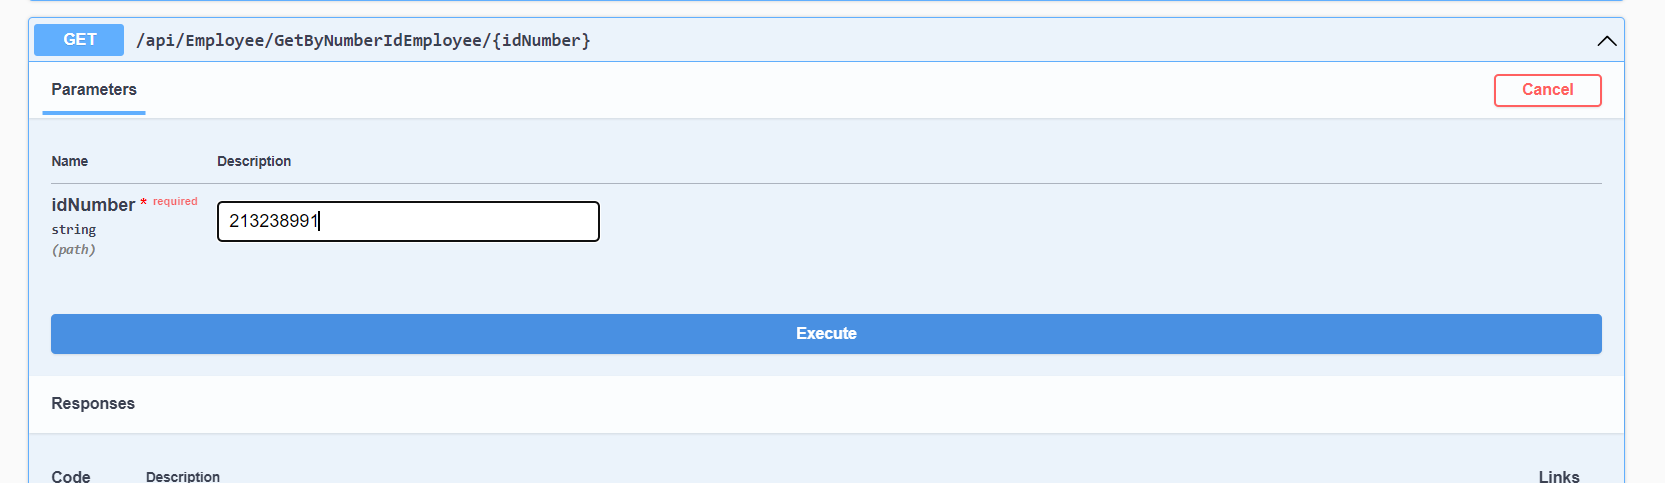 GET /api/Employee/GetByNumberIdEmployee/{idNumber}
Parameters
Cancel
Name Description
idNumber * required
string
(path)
213238991
Execute
Responses
Code Description Links